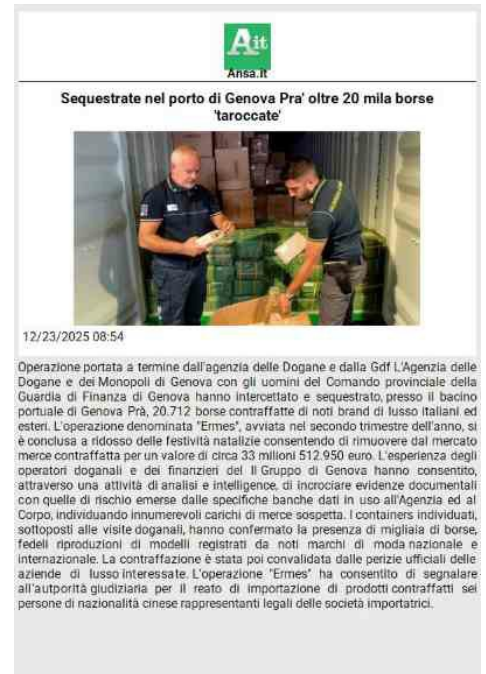 Ait
Ansa.it
Sequestrate nel porto di Genova Pra' oltre 20 mila borse
'taroccate'
12/23/2025 08:54
Operazione portata a termine dall'agenzia delle Dogane e dalla Gdf L'Agenzia delle
Dogane e dei Monopoli di Genova con gli uomini del Comando provinciale della
Guardia di Finanza di Genova hanno intercettato e sequestrato, presso il bacino
portuale di Genova Prà, 20.712 borse contraffatte di noti brand di lusso italiani ed
esteri. L'operazione denominata "Ermes", avviata nel secondo trimestre dell'anno, si
è conclusa a ridosso delle festività natalizie consentendo di rimuovere dal mercato
merce contraffatta per un valore di circa 33 milioni 512.950 euro. L'esperienza degli
operatori doganali e dei finanzieri del II Gruppo di Genova hanno consentito,
attraverso una attività di analisi e intelligence, di incrociare evidenze documentali
con quelle di rischio emerse dalle specifiche banche dati in uso all'Agenzia ed al
Corpo, individuando innumerevoli carichi di merce sospetta. I containers individuati,
sottoposti alle visite doganali, hanno confermato la presenza di migliaia di borse,
fedeli riproduzioni di modelli registrati da noti marchi di moda nazionale e
internazionale. La contraffazione è stata poi convalidata dalle perizie ufficiali delle
aziende di lusso interessate. L'operazione "Ermes" ha consentito di segnalare
all'autporità giudiziaria per il reato di importazione di prodotti contraffatti sei
persone di nazionalità cinese rappresentanti legali delle società importatrici.